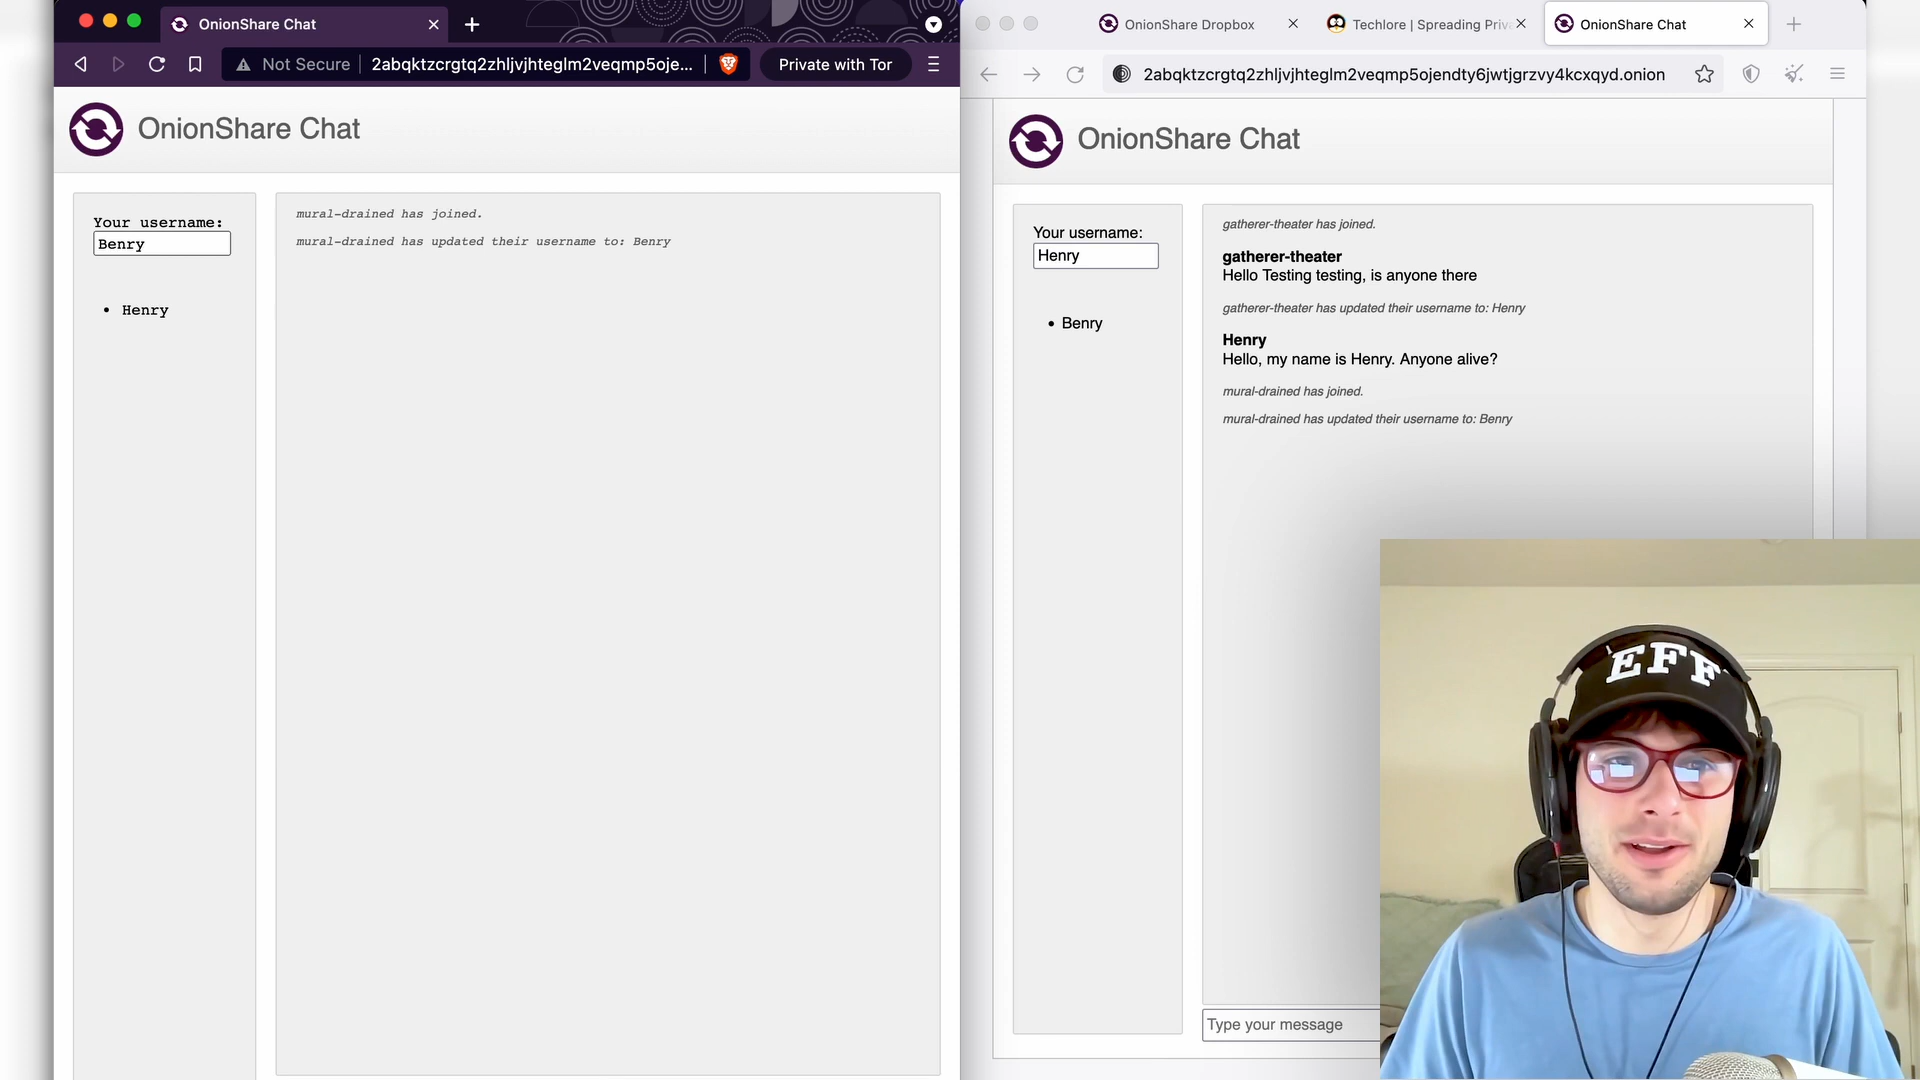 OnionShare Chat
Not Secure
2abqktzcrgtq2zhljvjhteglm2veqmp5oje...
Private with Tor
OnionShare Chat
Your username:
Benry
• Henry
mural-drained has joined.
mural-drained has updated their username to: Benry
OnionShare Dropbox
Techlore | Spreading Priv
OnionShare Chat
2abqktzcrgtq2zhljvjhteglm2veqmp5ojendty6jwtjgrzvy4kcxqyd.onion
OnionShare Chat
Your username:
Henry
• Benry
gatherer-theater has joined.
gatherer-theater
Hello Testing testing, is anyone there
gatherer-theater has updated their username to: Henry
Henry
Hello, my name is Henry. Anyone alive?
mural-drained has joined.
mural-drained has updated their username to: Benry
Type your message
EFF